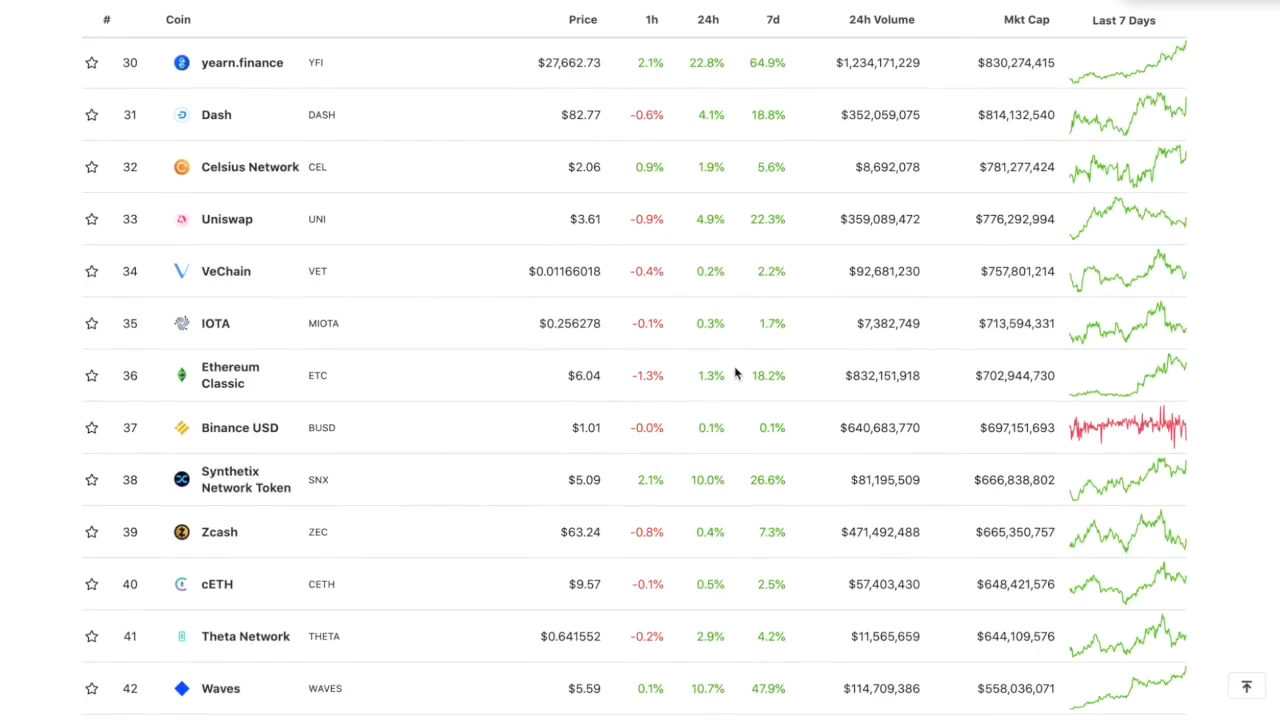 # Coin Price 1h 24h 7d 24h Volume Mkt Cap Last 7 Days
30 yearn.finance YFI $27,662.73 2.1% 22.8% 64.9% $1,234,171,229 $830,274,415
31 Dash DASH $82.77 -0.6% 4.1% 18.8% $352,059,075 $814,132,540
32 Celsius Network CEL $2.06 0.9% 1.9% 5.6% $8,692,078 $781,277,424
33 Uniswap UNI $3.61 -0.9% 4.9% 22.3% $359,089,472 $776,292,994
34 VeChain VET $0.01166018 -0.4% 0.2% 2.2% $92,681,230 $757,801,214
35 IOTA MIOTA $0.256278 -0.1% 0.3% 1.7% $7,382,749 $713,594,331
36 Ethereum Classic ETC $6.04 -1.3% 1.3% 18.2% $832,151,918 $702,944,730
37 Binance USD BUSD $1.01 -0.0% 0.1% 0.1% $640,683,770 $697,151,693
38 Synthetix Network Token SNX $5.09 2.1% 10.0% 26.6% $81,195,509 $666,838,802
39 Zcash ZEC $63.24 -0.8% 0.4% 7.3% $471,492,488 $665,350,757
40 cETH CETH $9.57 -0.1% 0.5% 2.5% $57,403,430 $648,421,576
41 Theta Network THETA $0.641552 -0.2% 2.9% 4.2% $11,565,659 $644,109,576
42 Waves WAVES $5.59 0.1% 10.7% 47.9% $114,709,386 $558,036,071